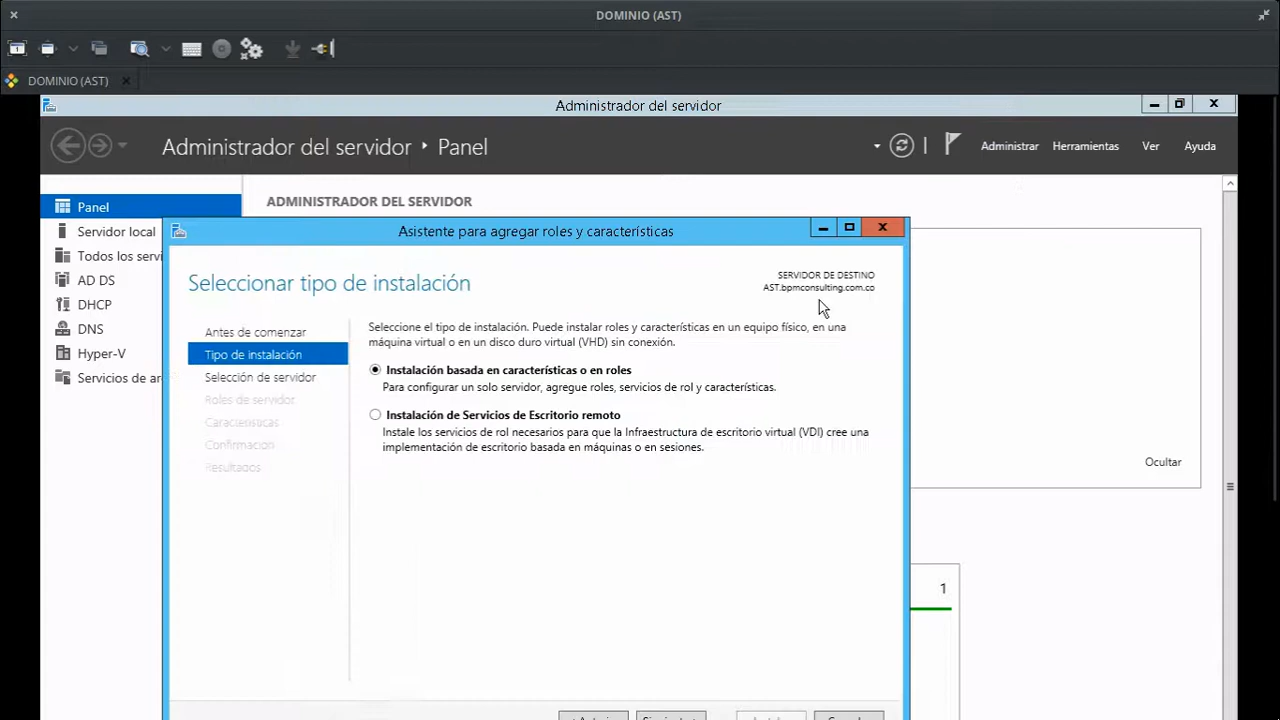 DOMINIO (AST)
DOMINIO (AST)
Administrador del servidor
Administrador del servidor ‣ Panel
Administrar Herramientas Ver Ayuda
Panel
Servidor local
Todos los servi
AD DS
DHCP
DNS
Hyper-V
Servicios de ar
ADMINISTRADOR DEL SERVIDOR
Asistente para agregar roles y características
Seleccionar tipo de instalación
SERVIDOR DE DESTINO
AST.bpmconsulting.com.co
Antes de comenzar
Tipo de instalación
Selección de servidor
Roles de servidor
Características
Confirmación
Resultados
Seleccione el tipo de instalación. Puede instalar roles y características en un equipo físico, en una
máquina virtual o en un disco duro virtual (VHD) sin conexión.
Instalación basada en características o en roles
Para configurar un solo servidor, agregue roles, servicios de rol y características.
Instalación de Servicios de Escritorio remoto
Instale los servicios de rol necesarios para que la Infraestructura de escritorio virtual (VDI) cree una
implementación de escritorio basada en máquinas o en sesiones.
Ocultar
1